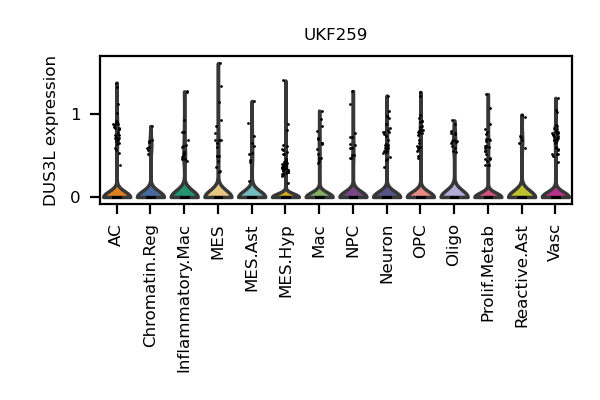 UKF259
DUS3L expression
1
0
AC
Chromatin.Reg
Inflammatory.Mac
MES
MES.Ast
MES.Hyp
Mac
NPC
Neuron
OPC
Oligo
Prolif.Metab
Reactive.Ast
Vasc